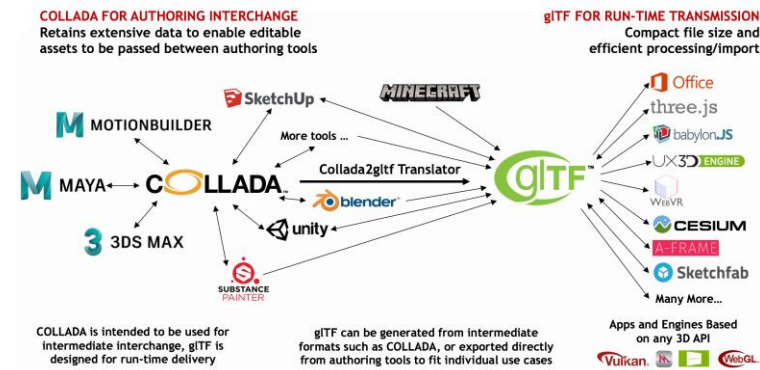 COLLADA FOR AUTHORING INTERCHANGE
Retains extensive data to enable editable
assets to be passed between authoring tools
glTF FOR RUN-TIME TRANSMISSION
Compact file size and
efficient processing/import
MINECRAFT
SketchUp
MOTIONBUILDER
More tools ...
Collada2gltf Translator
MAYA
COLLADA™
glTF™
blender™
3DS MAX
unity
SUBSTANCE
PAINTER
Office
three.js
babylon.JS
UX3D ENGINE
WEBVR
CESIUM
A-FRAME
Sketchfab
Many More...
COLLADA is intended to be used for
intermediate interchange, glTF is
designed for run-time delivery
glTF can be generated from intermediate
formats such as COLLADA, or exported directly
from authoring tools to fit individual use cases
Apps and Engines Based
on any 3D API
Vulkan.
WebGL.